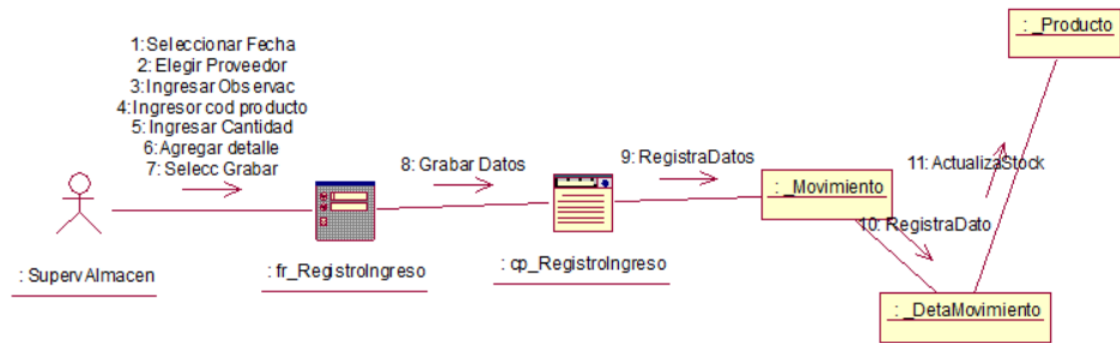 1: Seleccionar Fecha
2: Elegir Proveedor
3: Ingresar Observac
4: Ingresor cod producto
5: Ingresar Cantidad
6: Agregar detalle
7: Selecc Grabar
8: Grabar Datos
9: RegistraDatos
: _Producto
11: ActualizaStock
: _Movimiento
10: RegistraDato
: SupervAlmacen
: fr_RegistroIngreso
: cp_RegistroIngreso
: _DetaMovimiento